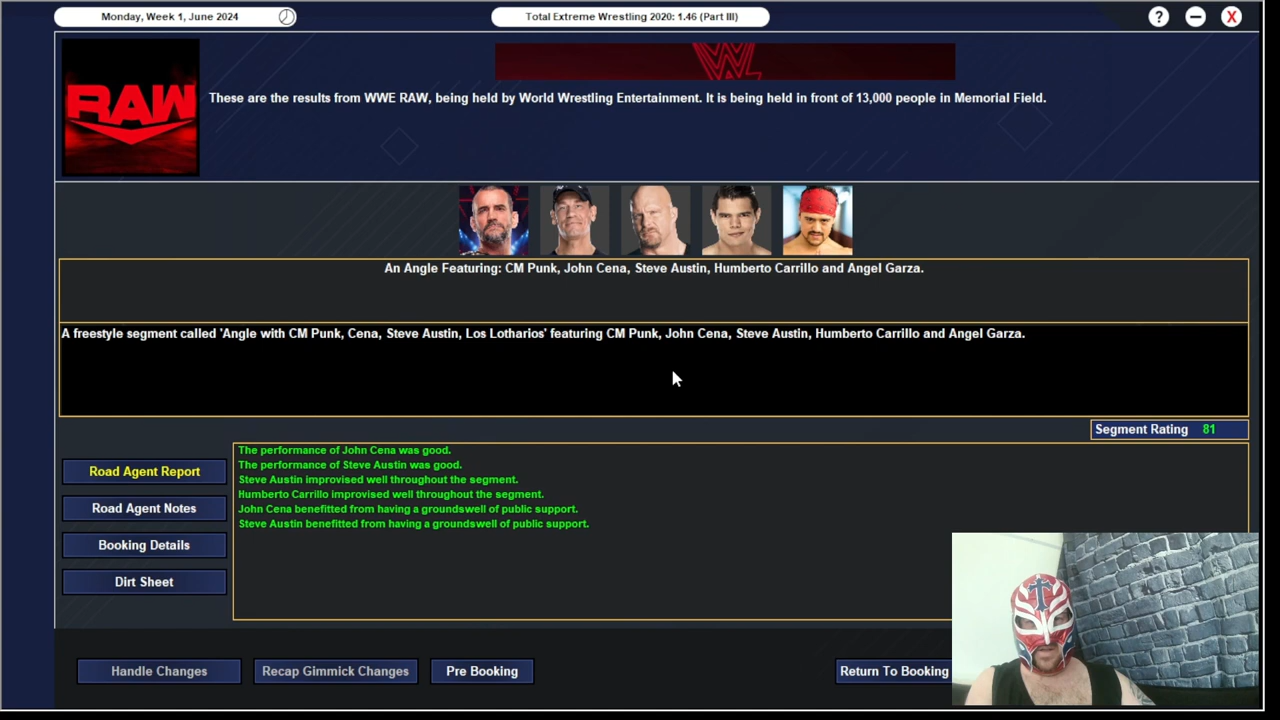 Monday, Week 1, June 2024
Total Extreme Wrestling 2020: 1.46 (Part III)
?
X
RAW
W
These are the results from WWE RAW, being held by World Wrestling Entertainment. It is being held in front of 13,000 people in Memorial Field.
An Angle Featuring: CM Punk, John Cena, Steve Austin, Humberto Carrillo and Angel Garza.
A freestyle segment called 'Angle with CM Punk, Cena, Steve Austin, Los Lotharios' featuring CM Punk, John Cena, Steve Austin, Humberto Carrillo and Angel Garza.
Segment Rating 81
Road Agent Report
Road Agent Notes
Booking Details
Dirt Sheet
The performance of John Cena was good.
The performance of Steve Austin was good.
Steve Austin improvised well throughout the segment.
Humberto Carrillo improvised well throughout the segment.
John Cena benefitted from having a groundswell of public support.
Steve Austin benefitted from having a groundswell of public support.
Handle Changes
Recap Gimmick Changes
Pre Booking
Return To Booking